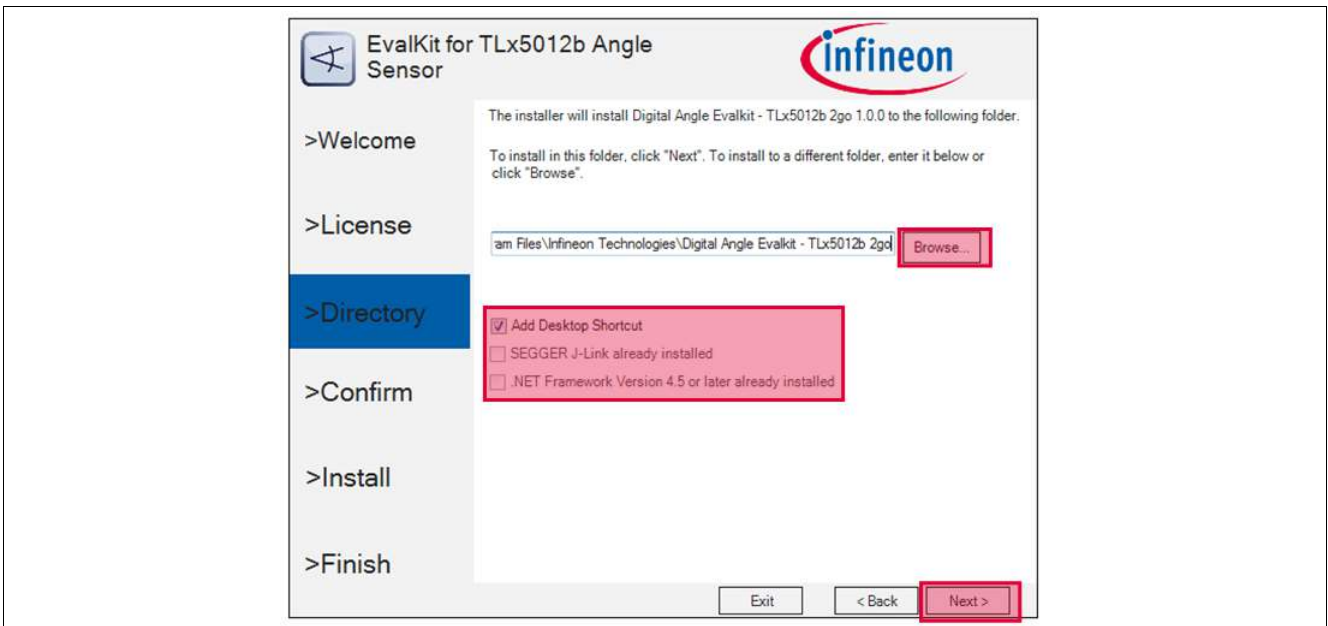 EvalKit for TLx5012b Angle
Sensor
infineon
>Welcome
>License
>Directory
>Confirm
>Install
>Finish
The installer will install Digital Angle Evalkit - TLx5012b 2go 1.0.0 to the following folder.
To install in this folder, click "Next". To install to a different folder, enter it below or
click "Browse".
am Files\Infineon Technologies\Digital Angle Evalkit - TLx5012b 2go
Browse...
Add Desktop Shortcut
SEGGER J-Link already installed
.NET Framework Version 4.5 or later already installed
Exit
< Back
Next >